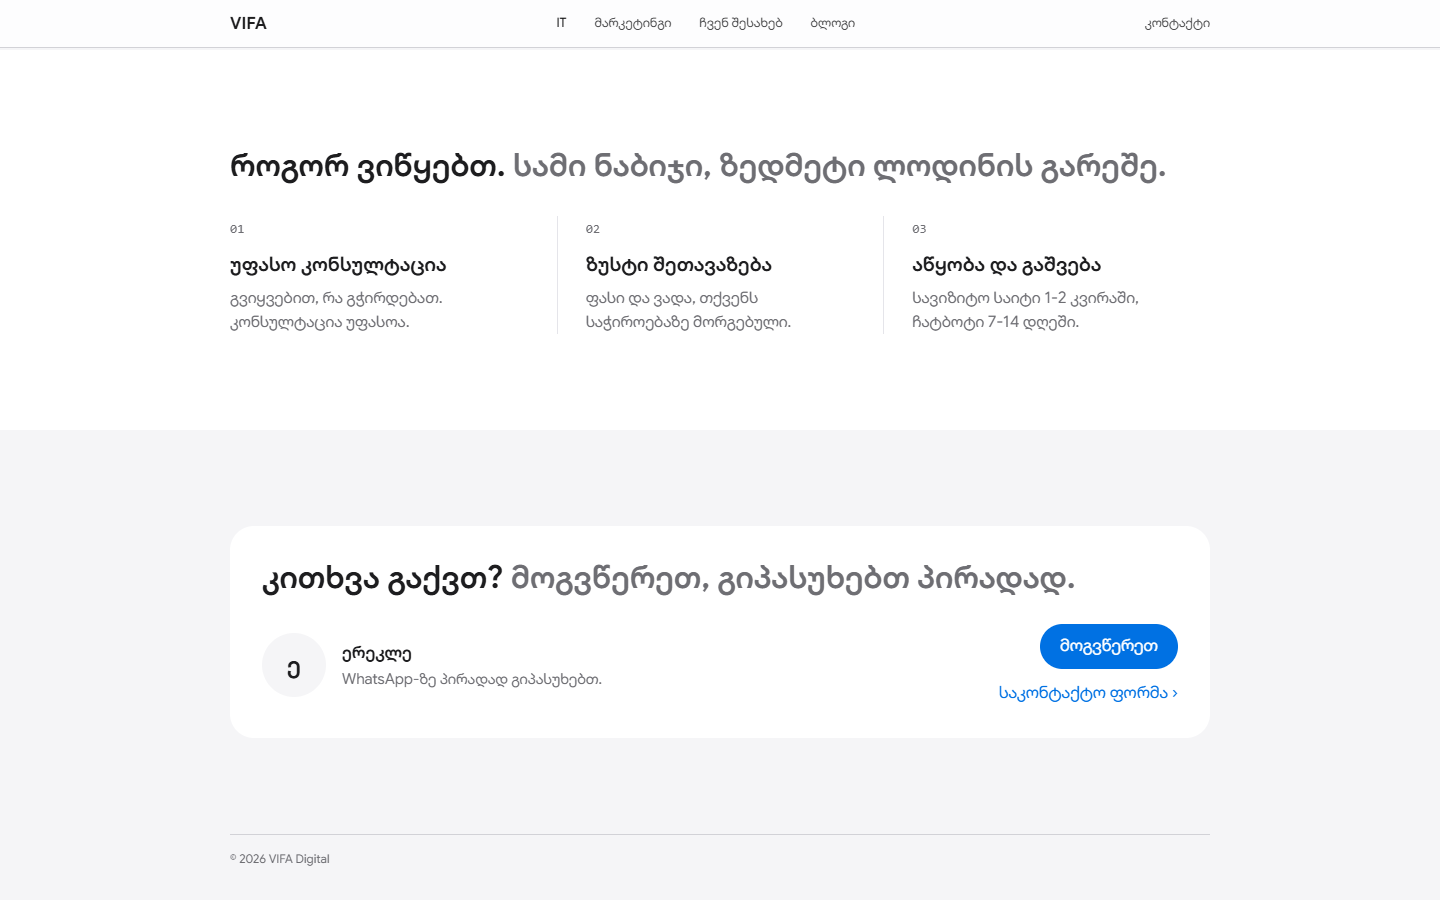 VIFA
IT
მარკეტინგი
ჩვენ შესახებ
ბლოგი
კონტაქტი
როგორ ვიწყებთ. სამი ნაბიჯი, ზედმეტი ლოდინის გარეშე.
01
უფასო კონსულტაცია
გვიყვებით, რა გჭირდებათ.
კონსულტაცია უფასოა.
02
ზუსტი შეთავაზება
ფასი და ვადა, თქვენს
საჭიროებაზე მორგებული.
03
აწყობა და გაშვება
სავიზიტო საიტი 1-2 კვირაში,
ჩატბოტი 7-14 დღეში.
კითხვა გაქვთ? მოგვწერეთ, გიპასუხებთ პირადად.
ე
ერეკლე
WhatsApp-ზე პირადად გიპასუხებთ.
მოგვწერეთ
საკონტაქტო ფორმა ›
© 2026 VIFA Digital